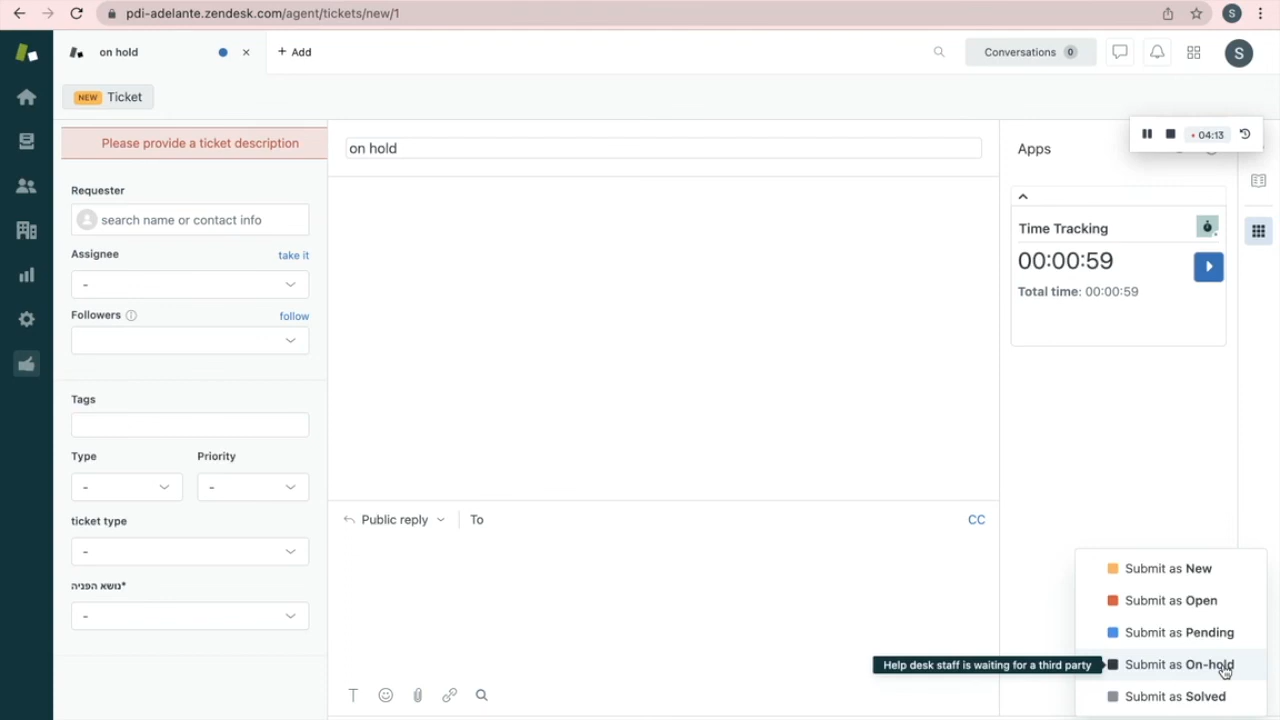 pdi-adelante.zendesk.com/agent/tickets/new/1
S
on hold
+ Add
Conversations 0
S
NEW Ticket
04:13
Please provide a ticket description
on hold
Apps
Requester
search name or contact info
Time Tracking
00:00:59
Total time: 00:00:59
Assignee
take it
-
Followers
follow
Tags
Type
Priority
-
-
ticket type
-
נושא הפניה*
-
Public reply
To
CC
Submit as New
Submit as Open
Submit as Pending
Help desk staff is waiting for a third party
Submit as On-hold
Submit as Solved